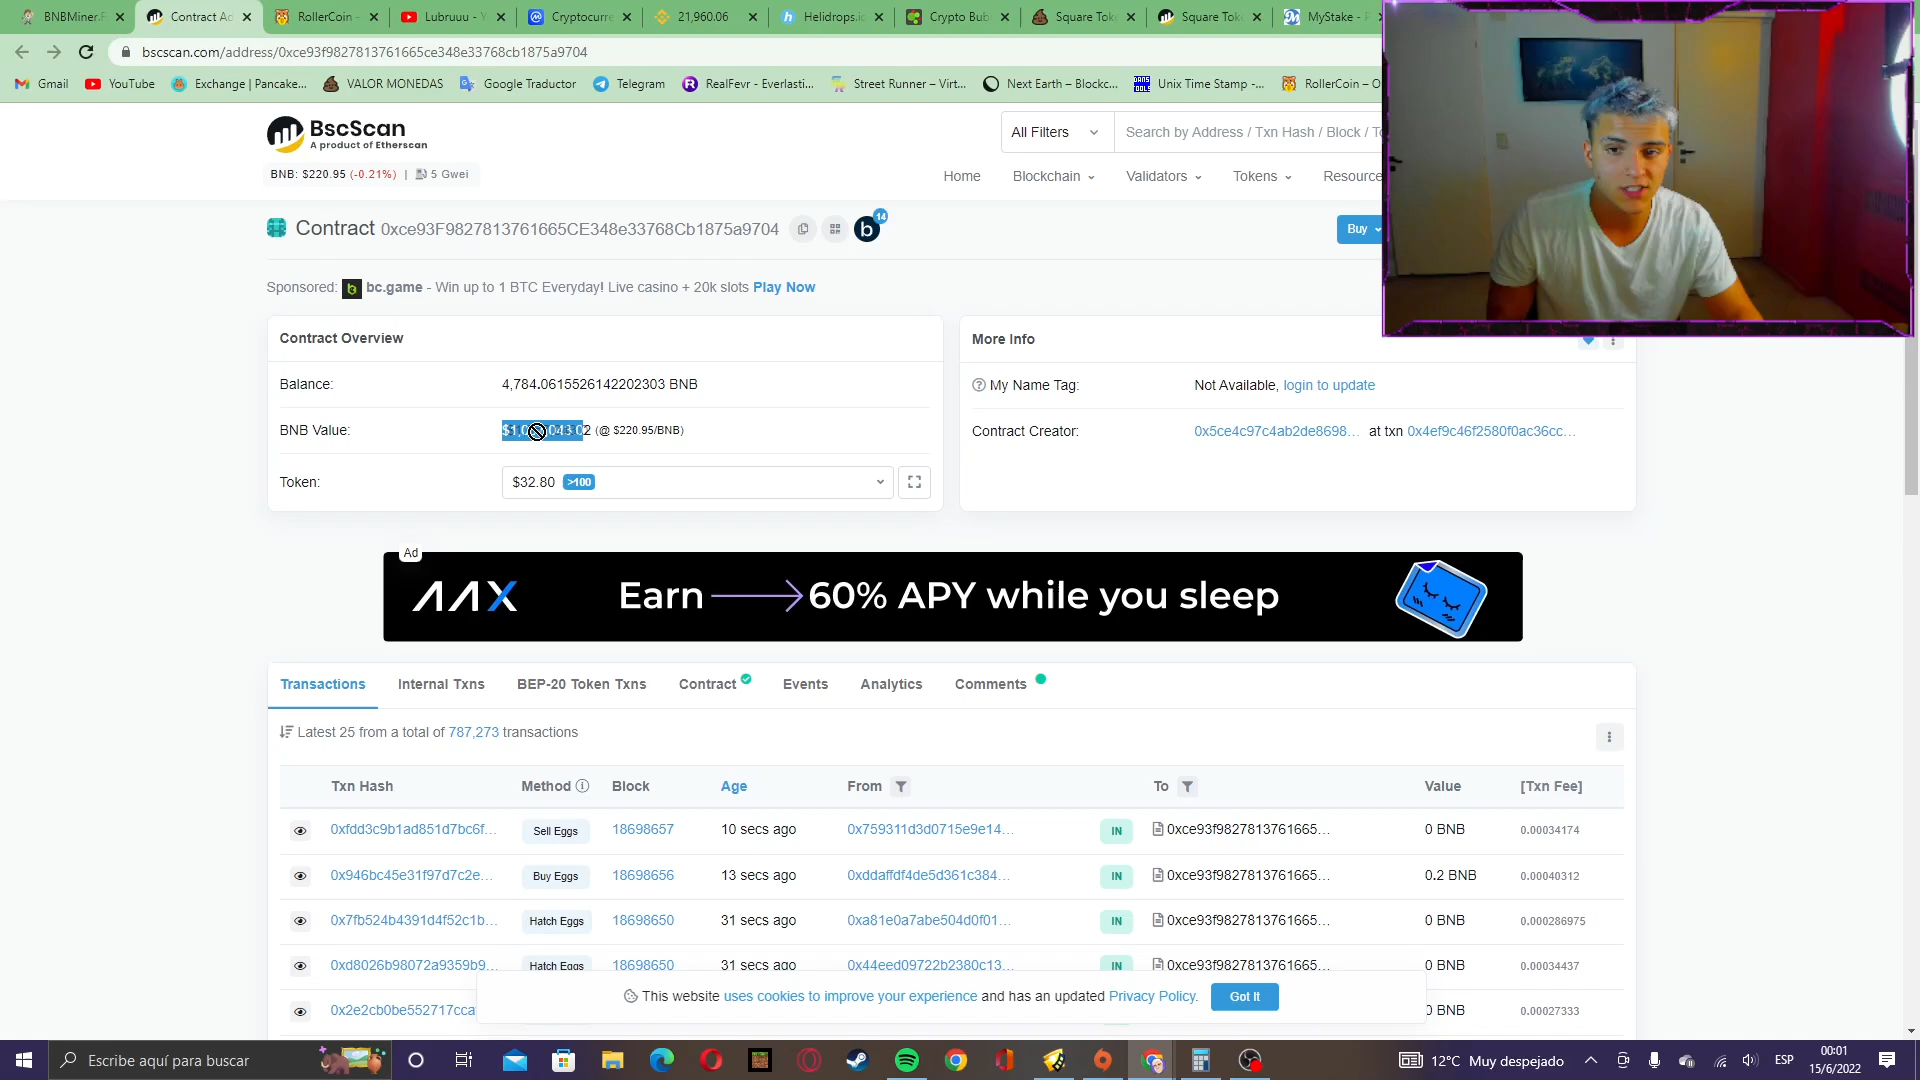 BNBMiner.F
Contract Ad
RollerCoin -
Lubruuu - Y
Cryptocurre
21,960.06
Helidrops.io
Crypto Bub
Square Toke
Square Toke
MyStake - P
bscscan.com/address/0xce93f9827813761665ce348e33768cb1875a9704
Gmail
YouTube
Exchange | Pancake...
VALOR MONEDAS
Google Traductor
Telegram
RealFevr - Everlasti...
Street Runner – Virt...
Next Earth – Blockc...
Unix Time Stamp -...
RollerCoin – O
BscScan
A product of Etherscan
All Filters
Search by Address / Txn Hash / Block / To
BNB: $220.95 (-0.21%) | 5 Gwei
Home
Blockchain
Validators
Tokens
Resource
Contract 0xce93F9827813761665CE348e33768Cb1875a9704
14
Buy
Sponsored: bc.game - Win up to 1 BTC Everyday! Live casino + 20k slots Play Now
Contract Overview
Balance: 4,784.0615526142202303 BNB
BNB Value: (@ $220.95/BNB)
Token: $32.80 >100
More Info
My Name Tag: Not Available, login to update
Contract Creator: 0x5ce4c97c4ab2de8698... at txn 0x4ef9c46f2580f0ac36cc...
Ad
AAX Earn 60% APY while you sleep
Transactions
Internal Txns
BEP-20 Token Txns
Contract
Events
Analytics
Comments
Latest 25 from a total of 787,273 transactions
Txn Hash Method Block Age From To Value [Txn Fee]
0xfdd3c9b1ad851d7bc6f... Sell Eggs 18698657 10 secs ago 0x759311d3d0715e9e14... IN 0xce93f9827813761665... 0 BNB 0.00034174
0x946bc45e31f97d7c2e... Buy Eggs 18698656 13 secs ago 0xddaffdf4de5d361c384... IN 0xce93f9827813761665... 0.2 BNB 0.00040312
0x7fb524b4391d4f52c1b... Hatch Eggs 18698650 31 secs ago 0xa81e0a7abe504d0f01... IN 0xce93f9827813761665... 0 BNB 0.000286975
0xd8026b98072a9359b9... Hatch Eggs 18698650 31 secs ago 0x44eed09722b2380c13... IN 0xce93f9827813761665... 0 BNB 0.00034437
This website uses cookies to improve your experience and has an updated Privacy Policy. Got It
0x2e2cb0be552717cca 0 BNB 0.00027333
Escribe aquí para buscar
12°C Muy despejado
ESP
00:01
15/6/2022